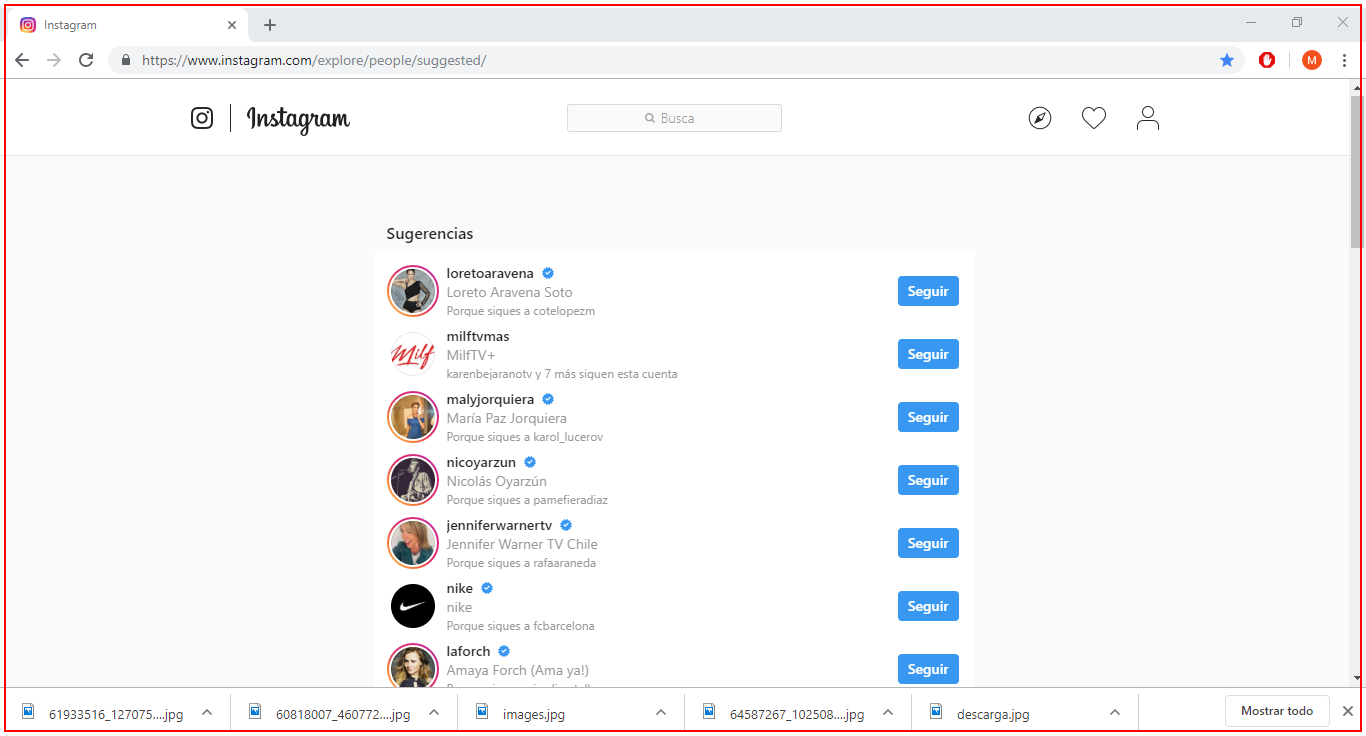 Instagram
https://www.instagram.com/explore/people/suggested/
M
Instagram
Busca
Sugerencias
loretoaravena
Loreto Aravena Soto
Porque sigues a cotelopezm
Seguir
Milf
milftvmas
MilfTV+
karenbejaranotv y 7 más siguen esta cuenta
Seguir
malyjorquiera
María Paz Jorquiera
Porque sigues a karol_lucerov
Seguir
nicoyarzun
Nicolás Oyarzún
Porque sigues a pamefieradiaz
Seguir
jenniferwarnertv
Jennifer Warner TV Chile
Porque sigues a rafaaraneda
Seguir
nike
nike
Porque sigues a fcbarcelona
Seguir
laforch
Amaya Forch (Ama ya!)
Seguir
61933516_127075....jpg
60818007_460772....jpg
images.jpg
64587267_102508....jpg
descarga.jpg
Mostrar todo